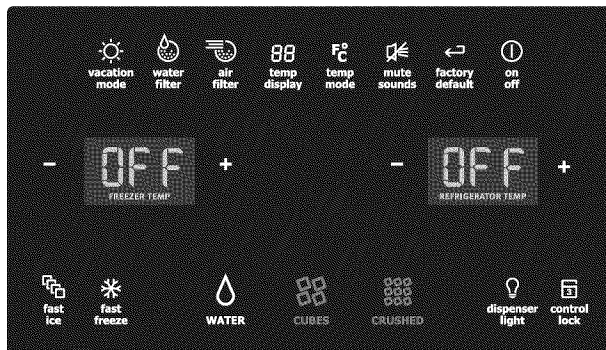 88 F°C
vacation mode
water filter
air filter
temp display
temp mode
mute sounds
factory default
on off
- OFF +
FREEZER TEMP
- OFF +
REFRIGERATOR TEMP
3
fast ice
fast freeze
WATER
CUBES
CRUSHED
dispenser light
control lock